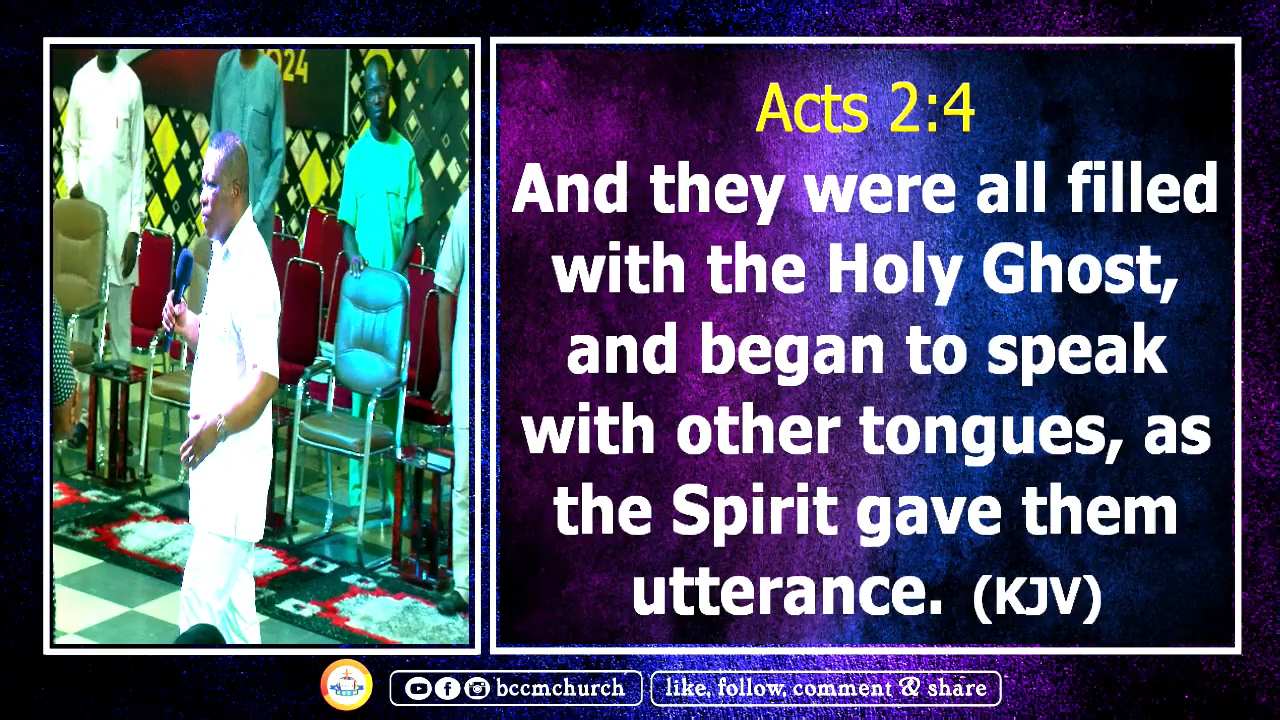 024
Acts 2:4
And they were all filled
with the Holy Ghost,
and began to speak
with other tongues, as
the Spirit gave them
utterance. (KJV)
bccmchurch
like, follow, comment & share